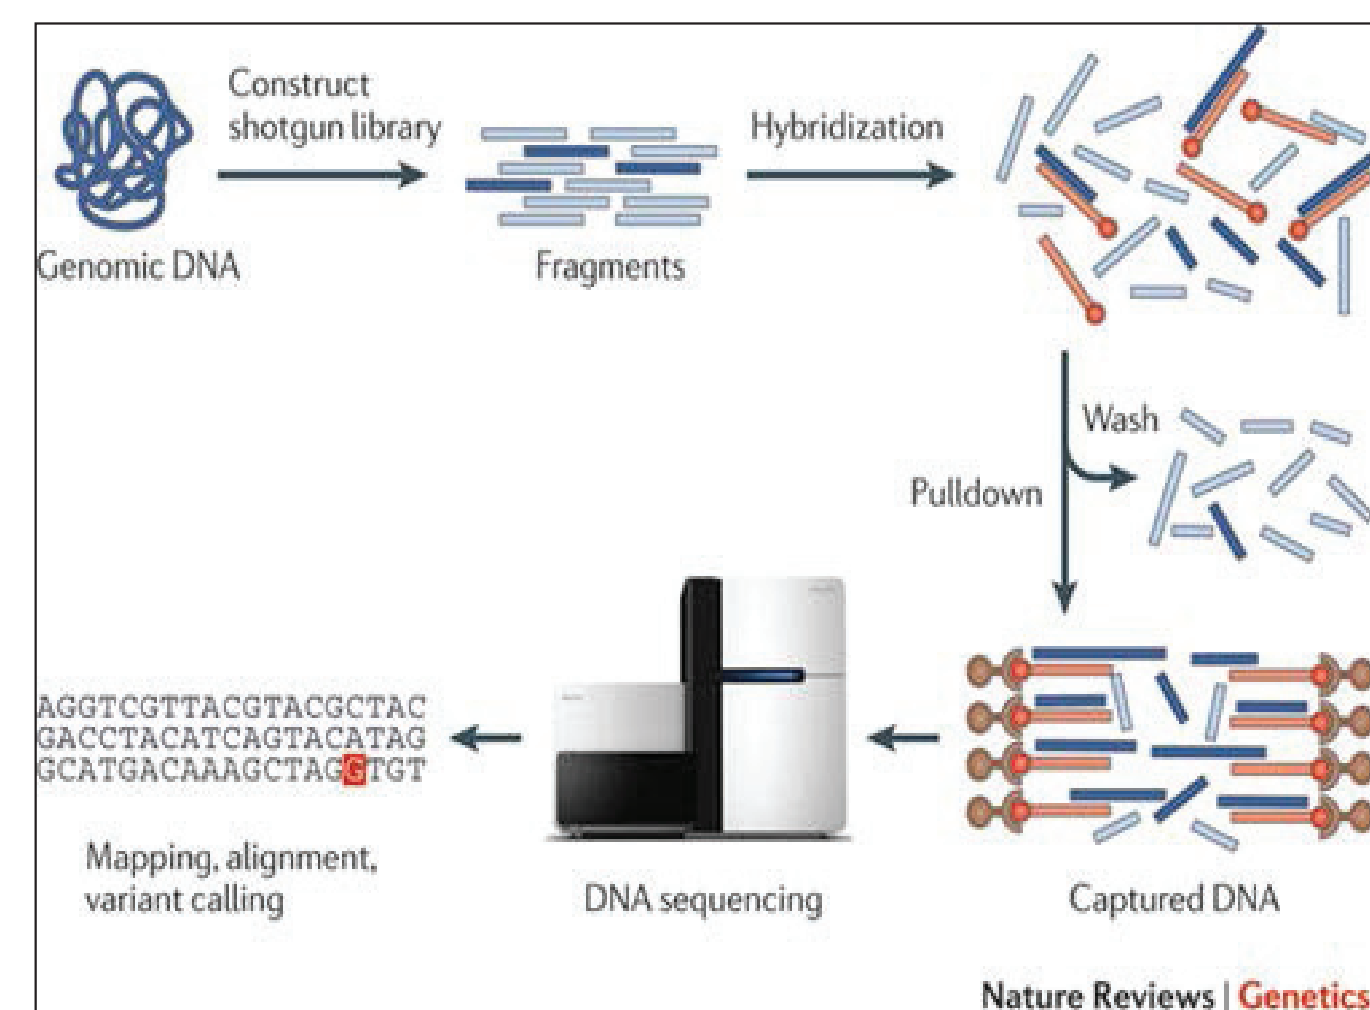 Construct
shotgun library
Hybridization
Genomic DNA
Fragments
Wash
Pulldown
AGGTCGTTACGTACGCTAC
GACCTACATCAGTACATAG
GCATGACAAAGCTAGGTGT
Mapping, alignment,
variant calling
DNA sequencing
Captured DNA
Nature Reviews | Genetics